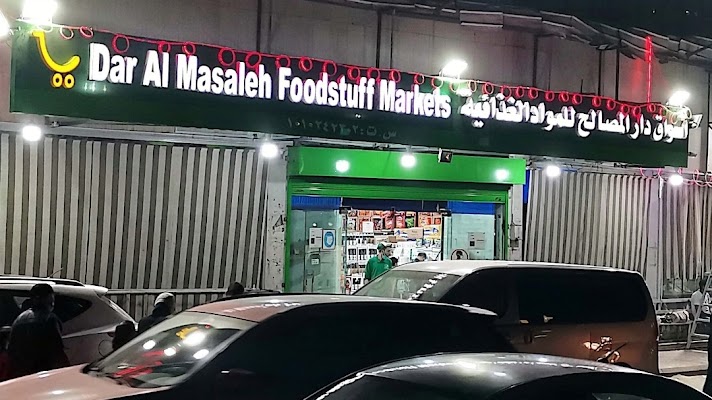 Dar Al Masaleh Foodstuff Markets
أسواق دار المصالح للمواد الغذائية